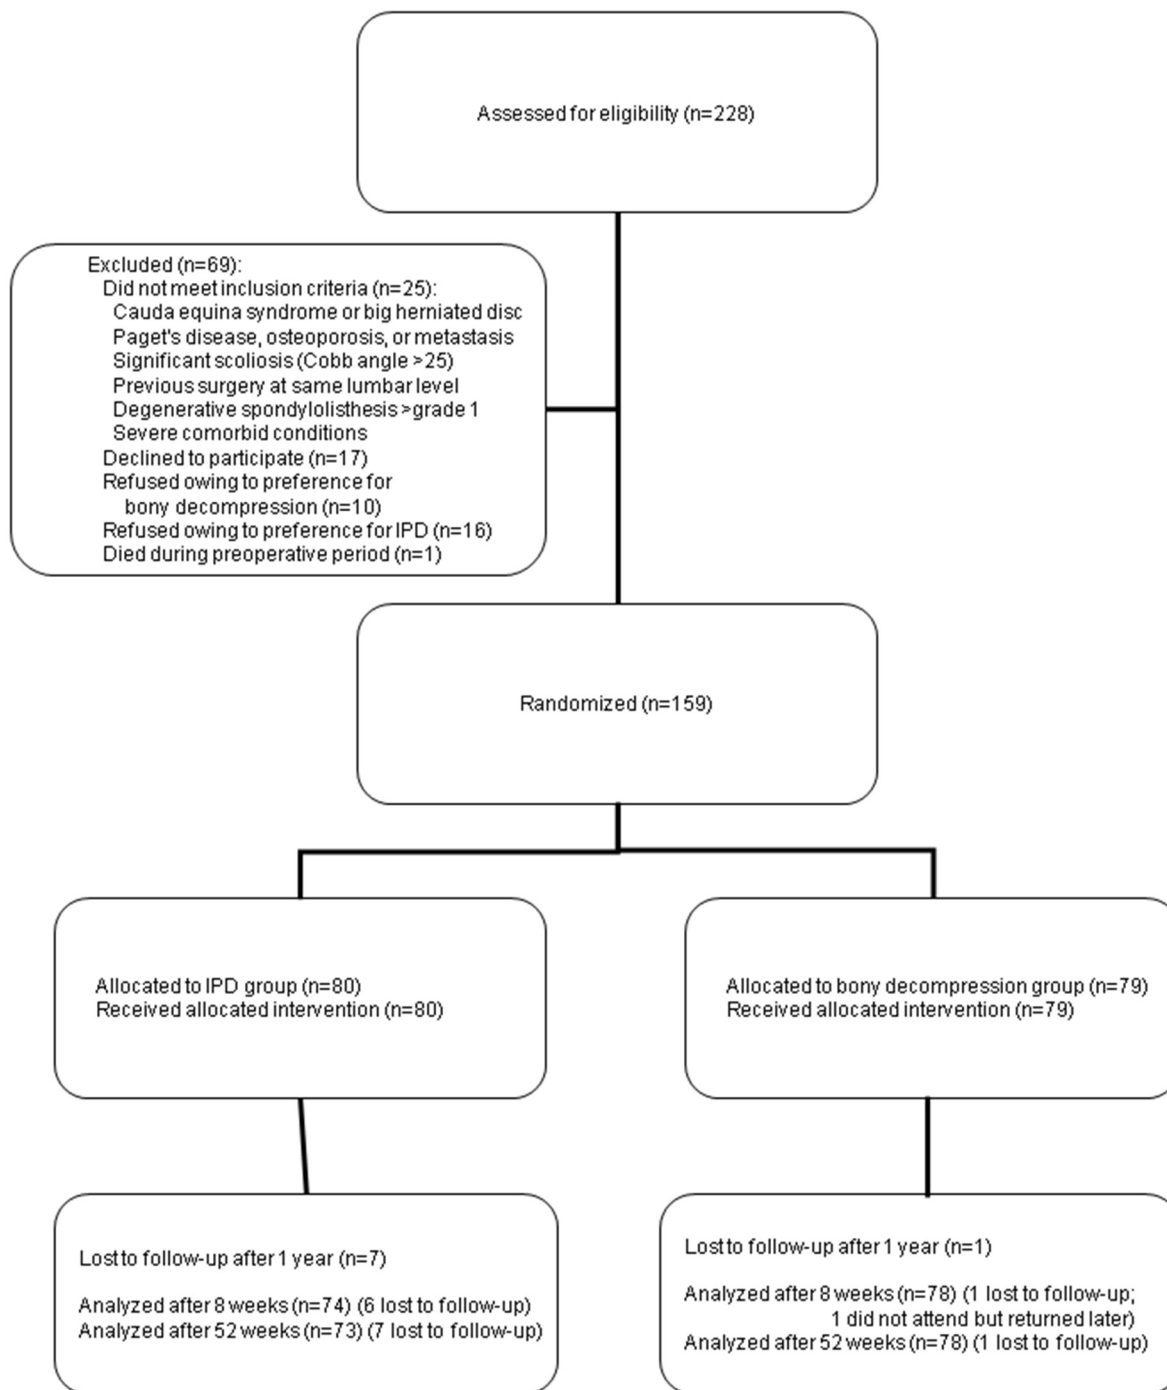 Assessed for eligibility (n=228)
Excluded (n=69):
Did not meet inclusion criteria (n=25):
Cauda equina syndrome or big herniated disc
Paget's disease, osteoporosis, or metastasis
Significant scoliosis (Cobb angle >25)
Previous surgery at same lumbar level
Degenerative spondylolisthesis >grade 1
Severe comorbid conditions
Declined to participate (n=17)
Refused owing to preference for
bony decompression (n=10)
Refused owing to preference for IPD (n=16)
Died during preoperative period (n=1)
Randomized (n=159)
Allocated to IPD group (n=80)
Received allocated intervention (n=80)
Allocated to bony decompression group (n=79)
Received allocated intervention (n=79)
Lost to follow-up after 1 year (n=7)
Analyzed after 8 weeks (n=74) (6 lost to follow-up)
Analyzed after 52 weeks (n=73) (7 lost to follow-up)
Lost to follow-up after 1 year (n=1)
Analyzed after 8 weeks (n=78) (1 lost to follow-up;
1 did not attend but returned later)
Analyzed after 52 weeks (n=78) (1 lost to follow-up)